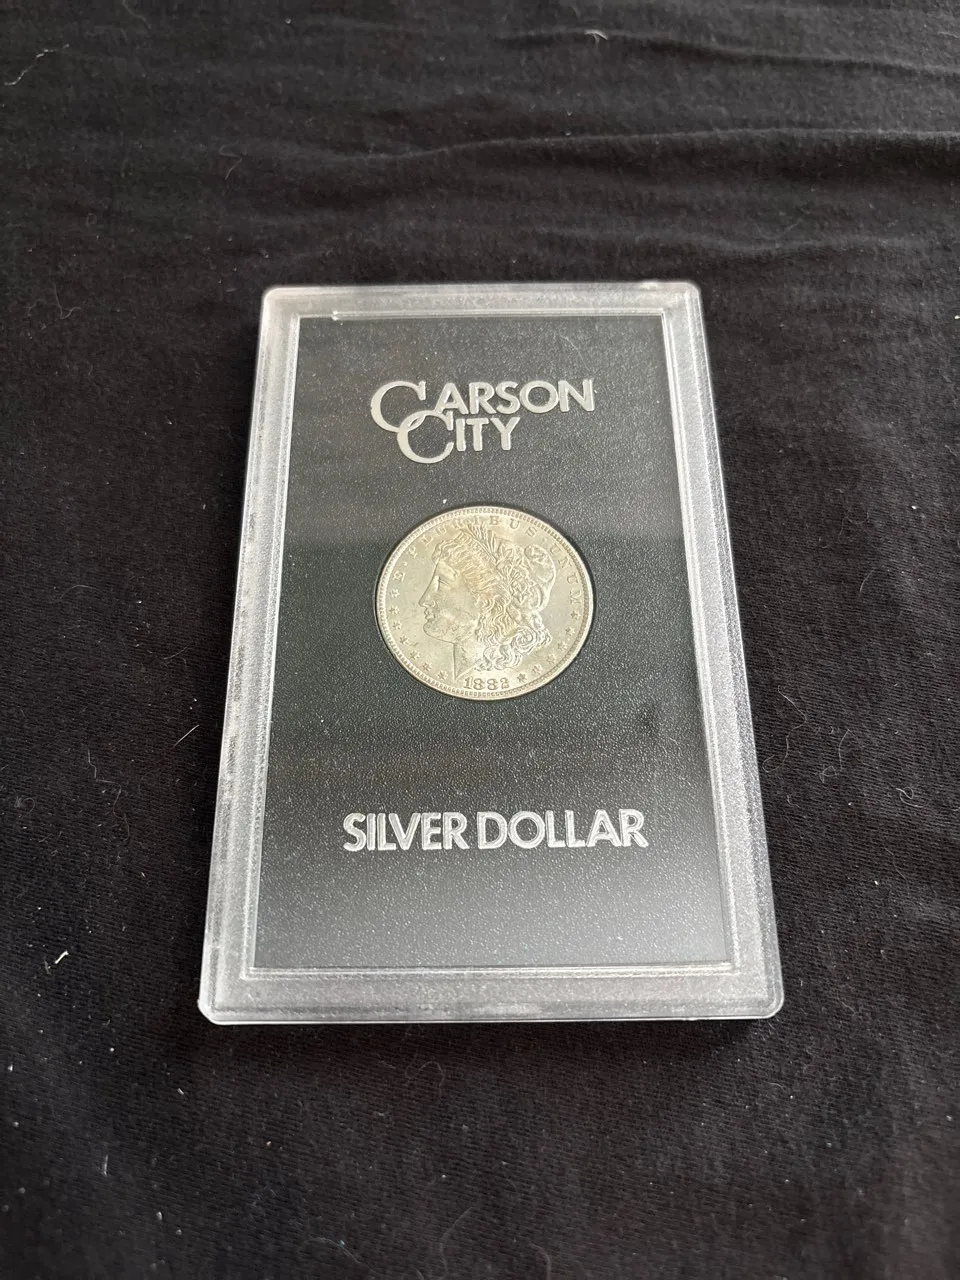 CARSON
CITY
E·PLURIBUS·UNUM
1882
SILVER DOLLAR